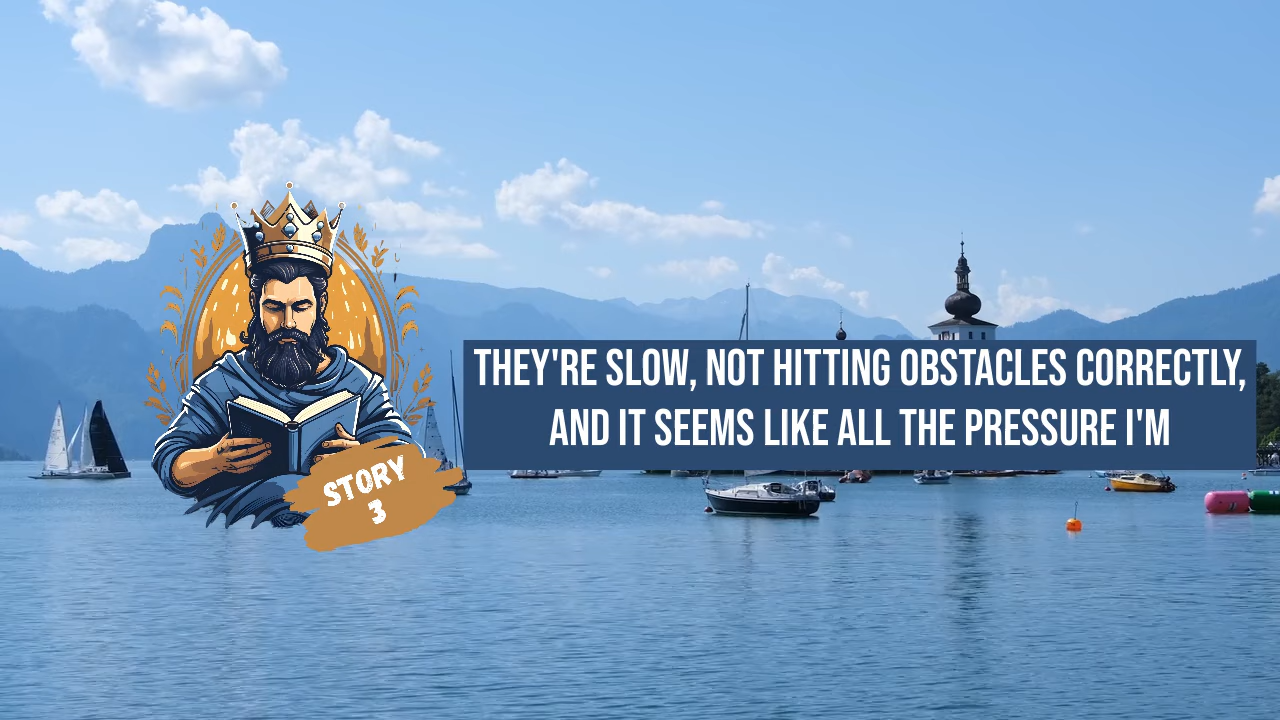 THEY'RE SLOW, NOT HITTING OBSTACLES CORRECTLY,
AND IT SEEMS LIKE ALL THE PRESSURE I'M
STORY
3